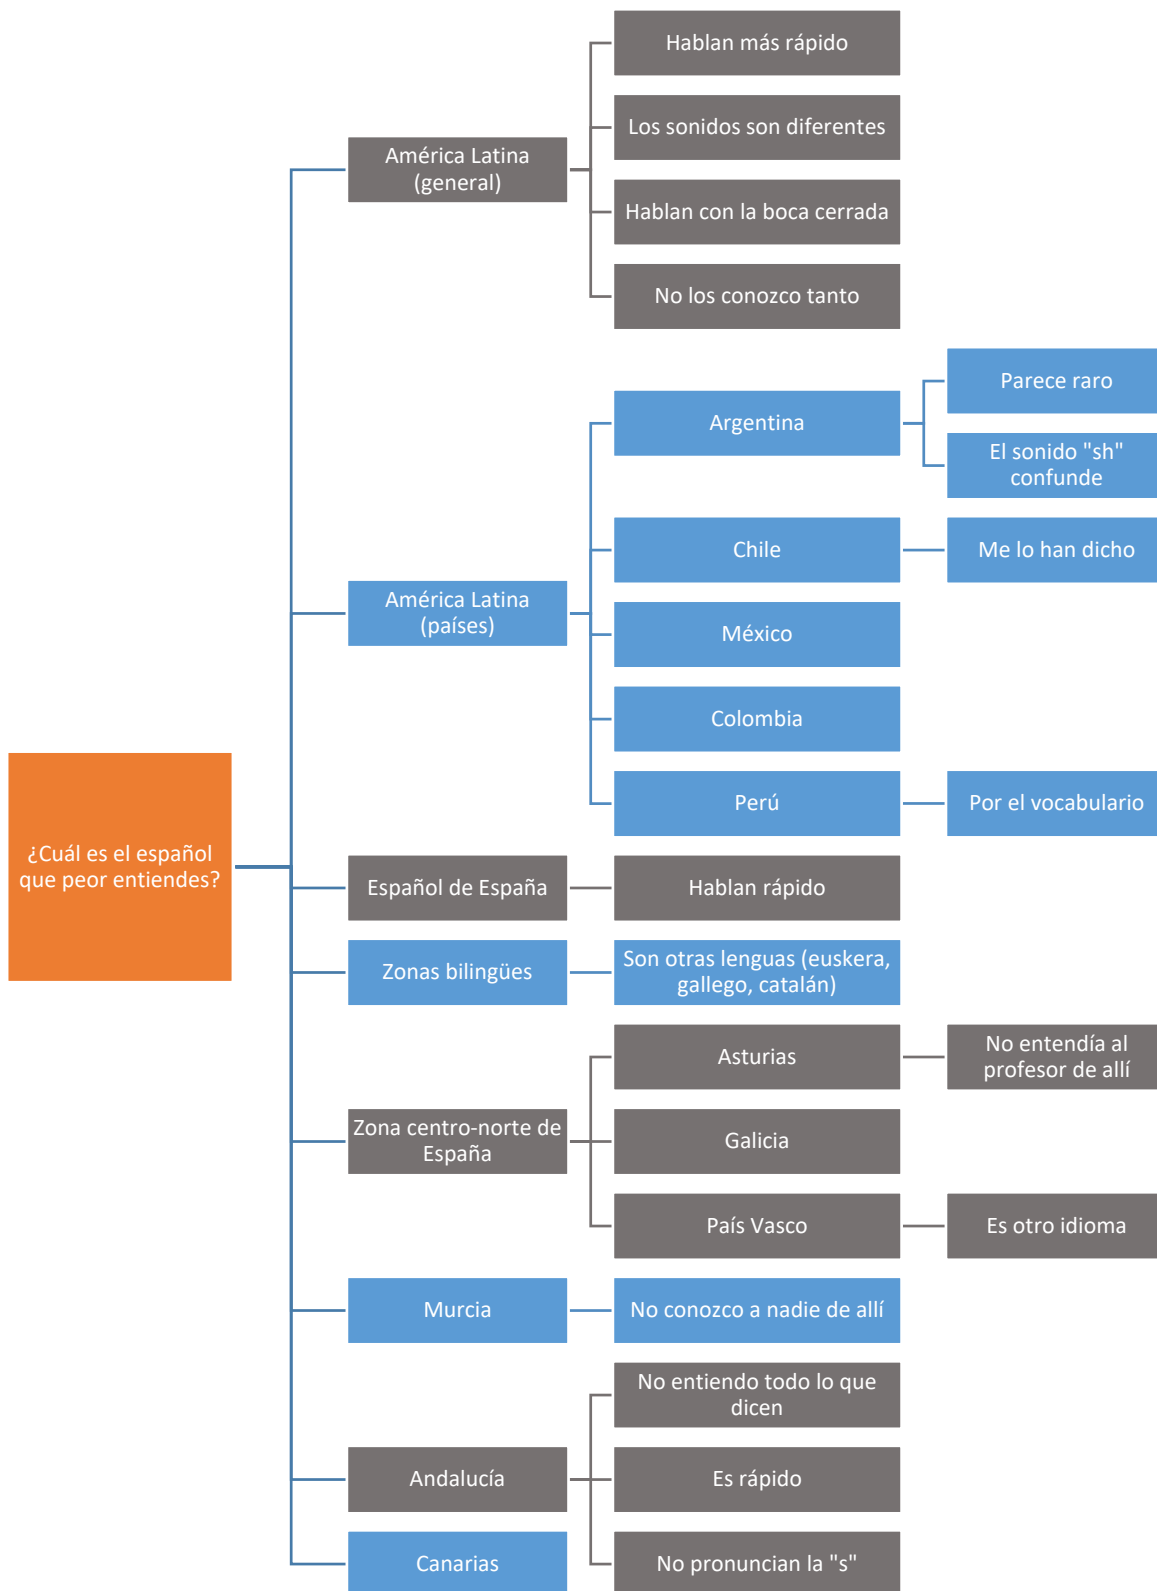 ¿Cuál es el español
que peor entiendes?
América Latina
(general)
Hablan más rápido
Los sonidos son diferentes
Hablan con la boca cerrada
No los conozco tanto
América Latina
(países)
Argentina
Parece raro
El sonido "sh"
confunde
Chile
Me lo han dicho
México
Colombia
Perú
Por el vocabulario
Español de España
Hablan rápido
Zonas bilingües
Son otras lenguas (euskera,
gallego, catalán)
Zona centro-norte de
España
Asturias
No entendía al
profesor de allí
Galicia
País Vasco
Es otro idioma
Murcia
No conozco a nadie de allí
Andalucía
No entiendo todo lo que
dicen
Es rápido
No pronuncian la "s"
Canarias